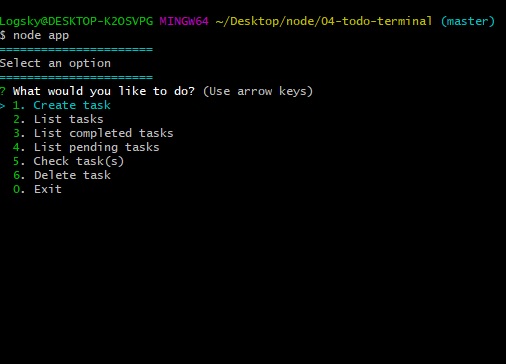 Logsky@DESKTOP-K2OSVPG MINGW64 ~/Desktop/node/04-todo-terminal (master)
$ node app
======================
Select an option
======================
? What would you like to do? (Use arrow keys)
> 1. Create task
2. List tasks
3. List completed tasks
4. List pending tasks
5. Check task(s)
6. Delete task
0. Exit